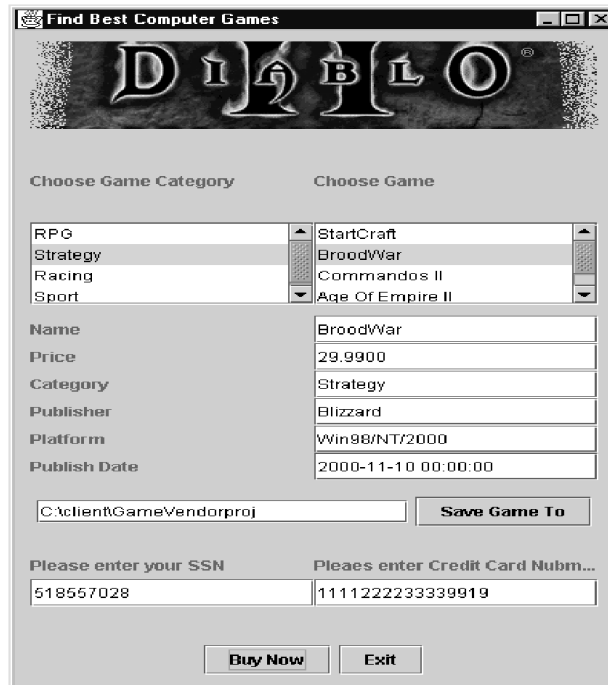 Find Best Computer Games
DIABLO II ®
Choose Game Category Choose Game
RPG StartCraft
Strategy BroodWar
Racing Commandos II
Sport Age Of Empire II
Name BroodWar
Price 29.9900
Category Strategy
Publisher Blizzard
Platform Win98/NT/2000
Publish Date 2000-11-10 00:00:00
C:\client\GameVendorproj Save Game To
Please enter your SSN Pleaes enter Credit Card Nubm...
518557028 1111222233339919
Buy Now Exit